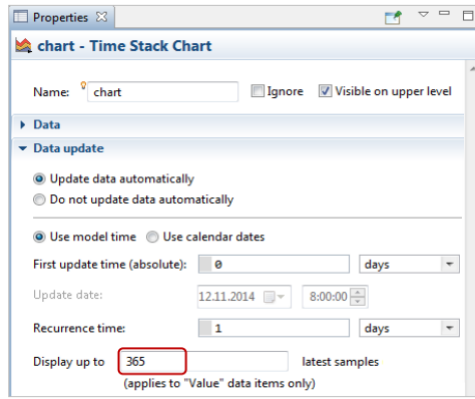 Properties
chart - Time Stack Chart
Name: chart Ignore Visible on upper level
Data
Data update
Update data automatically
Do not update data automatically
Use model time Use calendar dates
First update time (absolute): 0 days
Update date: 12.11.2014 8:00:00
Recurrence time: 1 days
Display up to 365 latest samples
(applies to "Value" data items only)